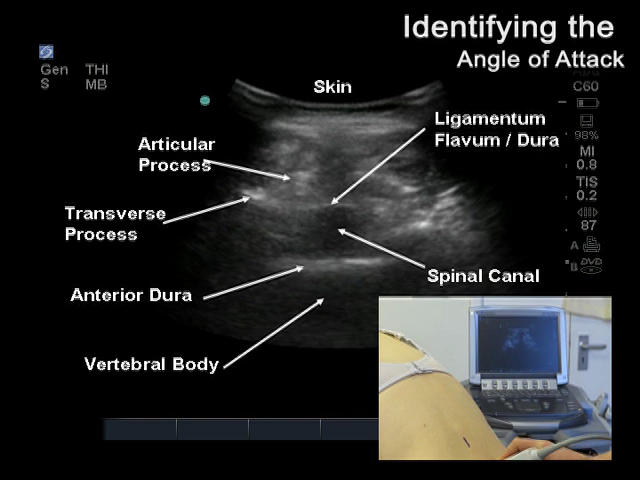 Identifying the
Angle of Attack
Gen THI
S MB
Skin
C60
Ligamentum
Flavum / Dura
Articular
Process
98%
MI
0.8
TIS
0.2
Transverse
Process
87
A
B DVD
Spinal Canal
Anterior Dura
Vertebral Body